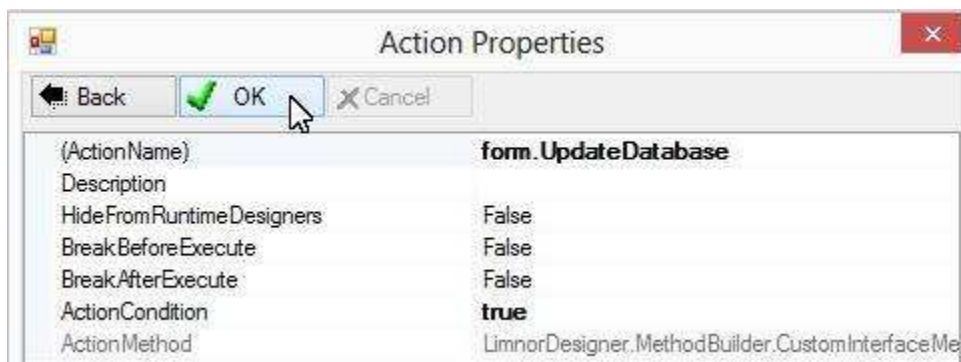 Action Properties
Back OK Cancel
(ActionName) form.UpdateDatabase
Description
HideFromRuntimeDesigners False
BreakBeforeExecute False
BreakAfterExecute False
ActionCondition true
ActionMethod LimnorDesigner.MethodBuilder.CustomInterfaceMe